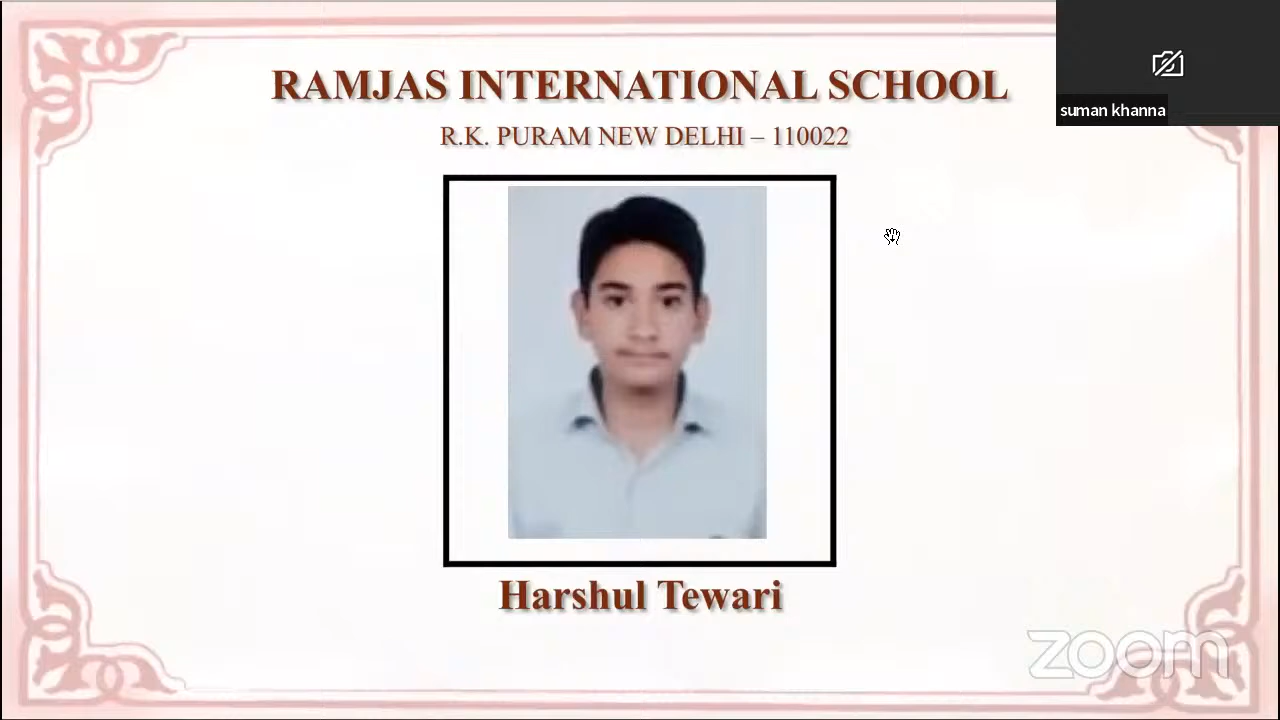 RAMJAS INTERNATIONAL SCHOOL
R.K. PURAM NEW DELHI – 110022
suman khanna
Harshul Tewari
zoom